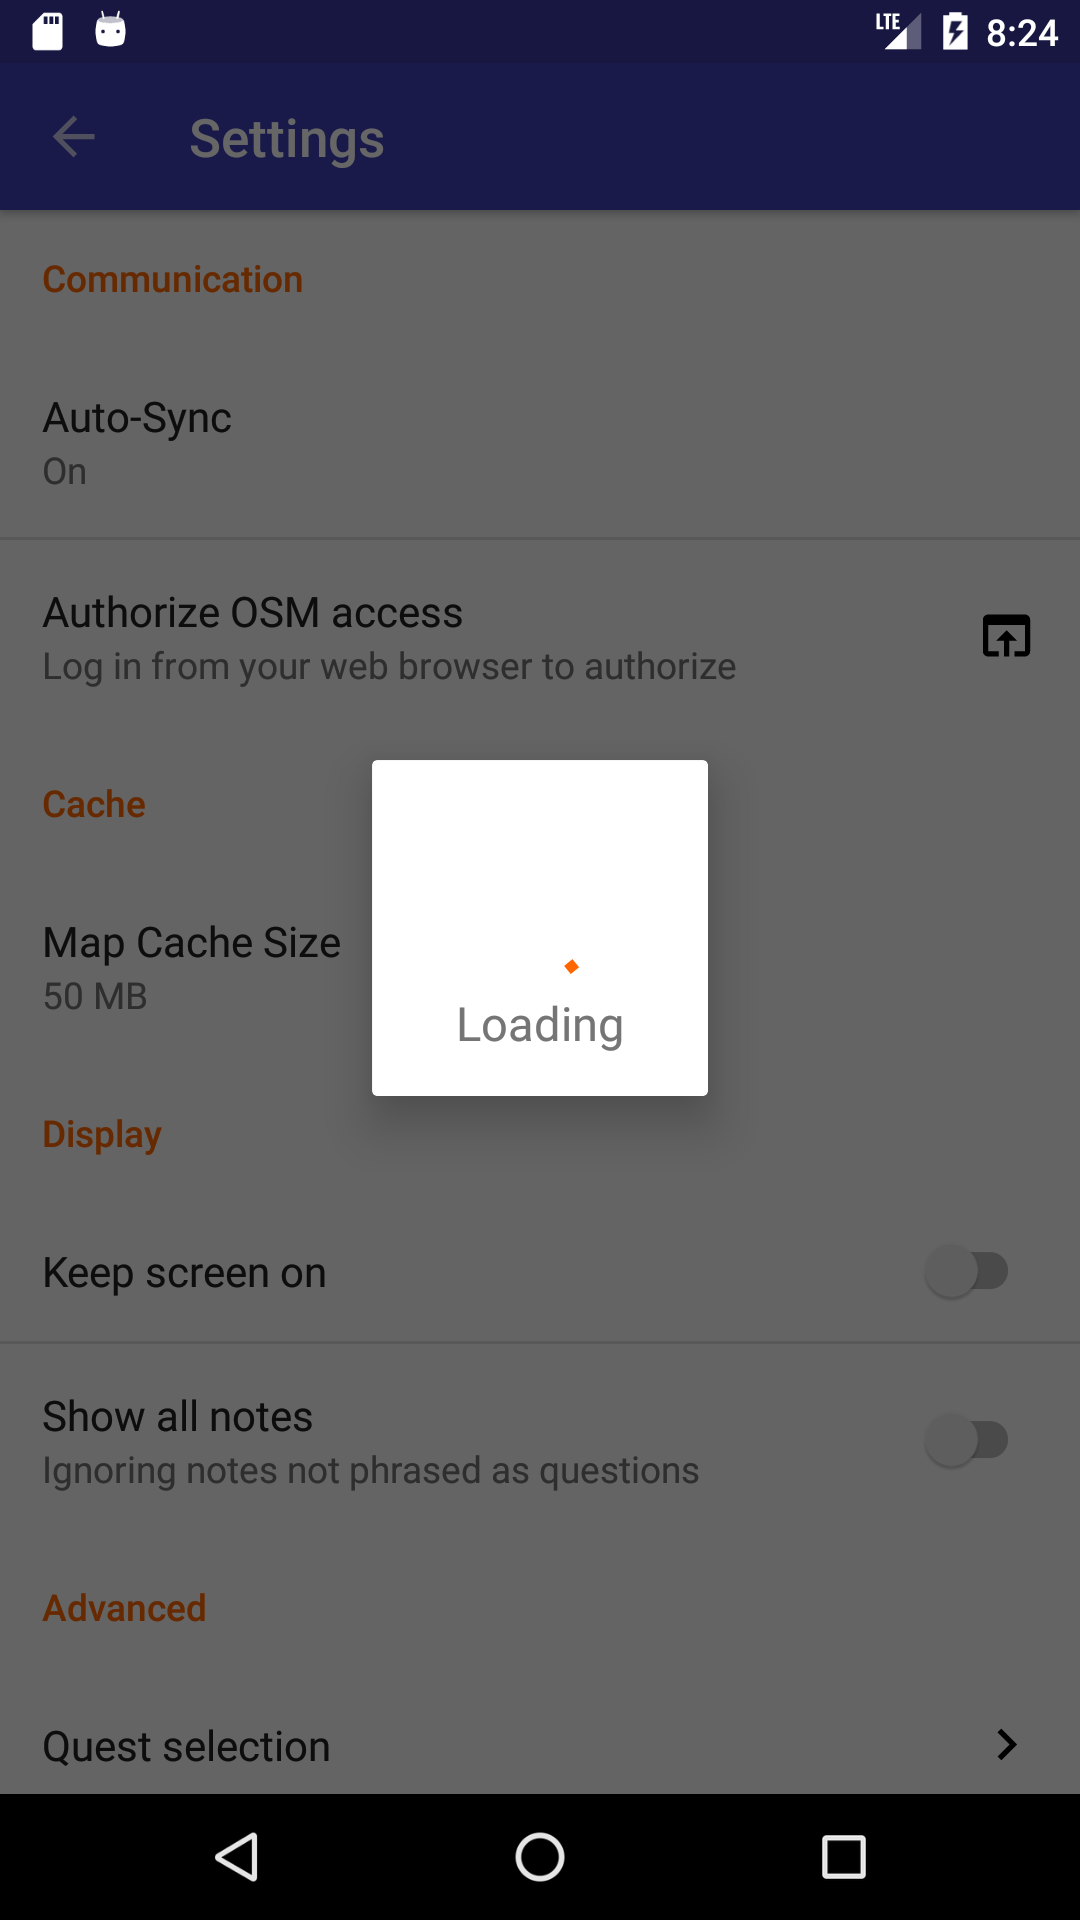 LTE 8:24
Settings
Communication
Auto-Sync
On
Authorize OSM access
Log in from your web browser to authorize
Cache
Map Cache Size
50 MB
Loading
Display
Keep screen on
Show all notes
Ignoring notes not phrased as questions
Advanced
Quest selection